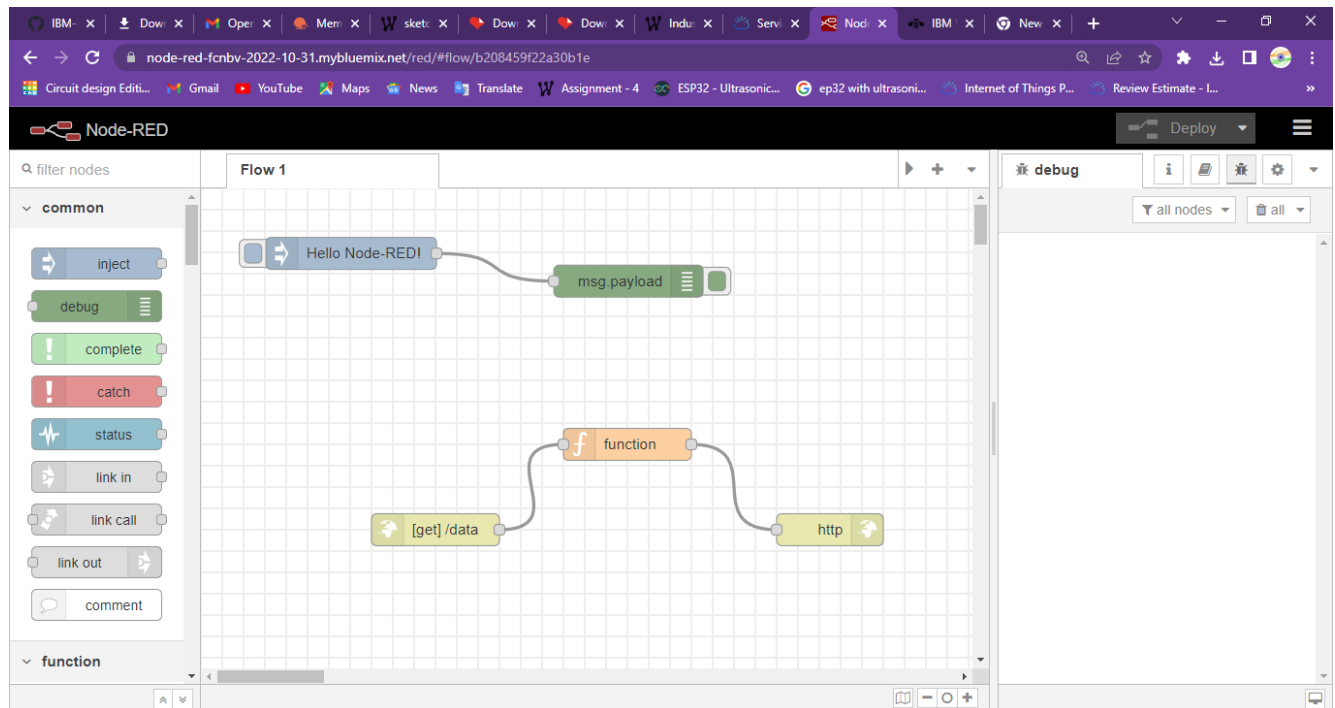 IBM- Dow Oper Mem sketc Dow Dow Indus Servi Node IBM New
node-red-fcnbv-2022-10-31.mybluemix.net/red/#flow/b208459f22a30b1e
Circuit design Editi... Gmail YouTube Maps News Translate Assignment - 4 ESP32 - Ultrasonic... ep32 with ultrasoni... Internet of Things P... Review Estimate - I... »
Node-RED Deploy
filter nodes Flow 1 debug i
common all nodes all
Hello Node-RED!
inject
msg.payload
debug
complete
catch
status function
link in
link call [get] /data http
link out
comment
function